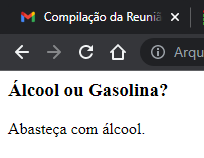 Compilação da Reuniã
Arqu
Álcool ou Gasolina?
Abasteça com álcool.